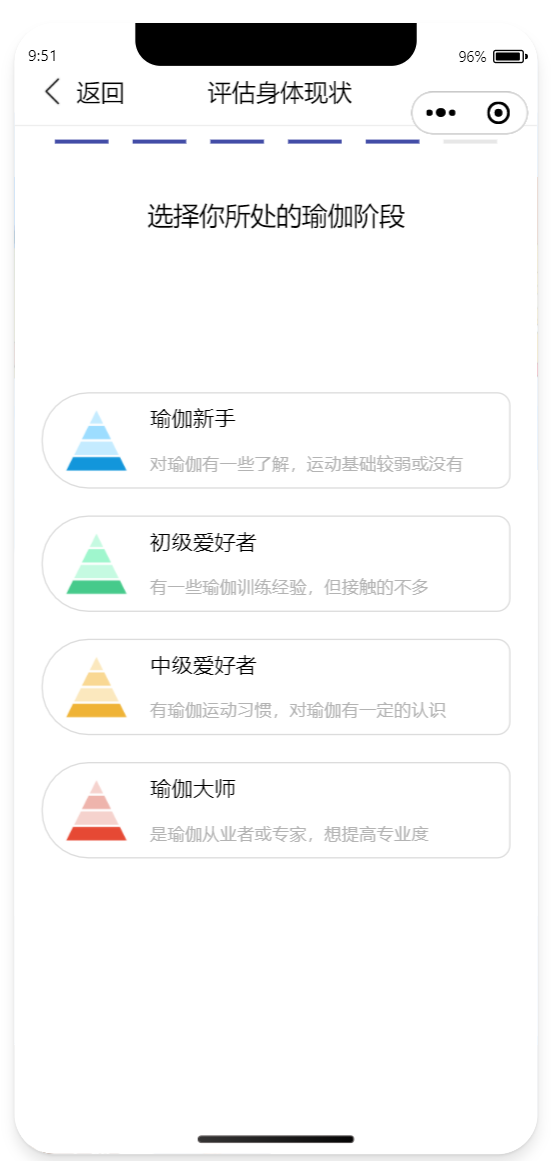 9:51
96%
返回
评估身体现状
选择你所处的瑜伽阶段
瑜伽新手
对瑜伽有一些了解，运动基础较弱或没有
初级爱好者
有一些瑜伽训练经验，但接触的不多
中级爱好者
有瑜伽运动习惯，对瑜伽有一定的认识
瑜伽大师
是瑜伽从业者或专家，想提高专业度